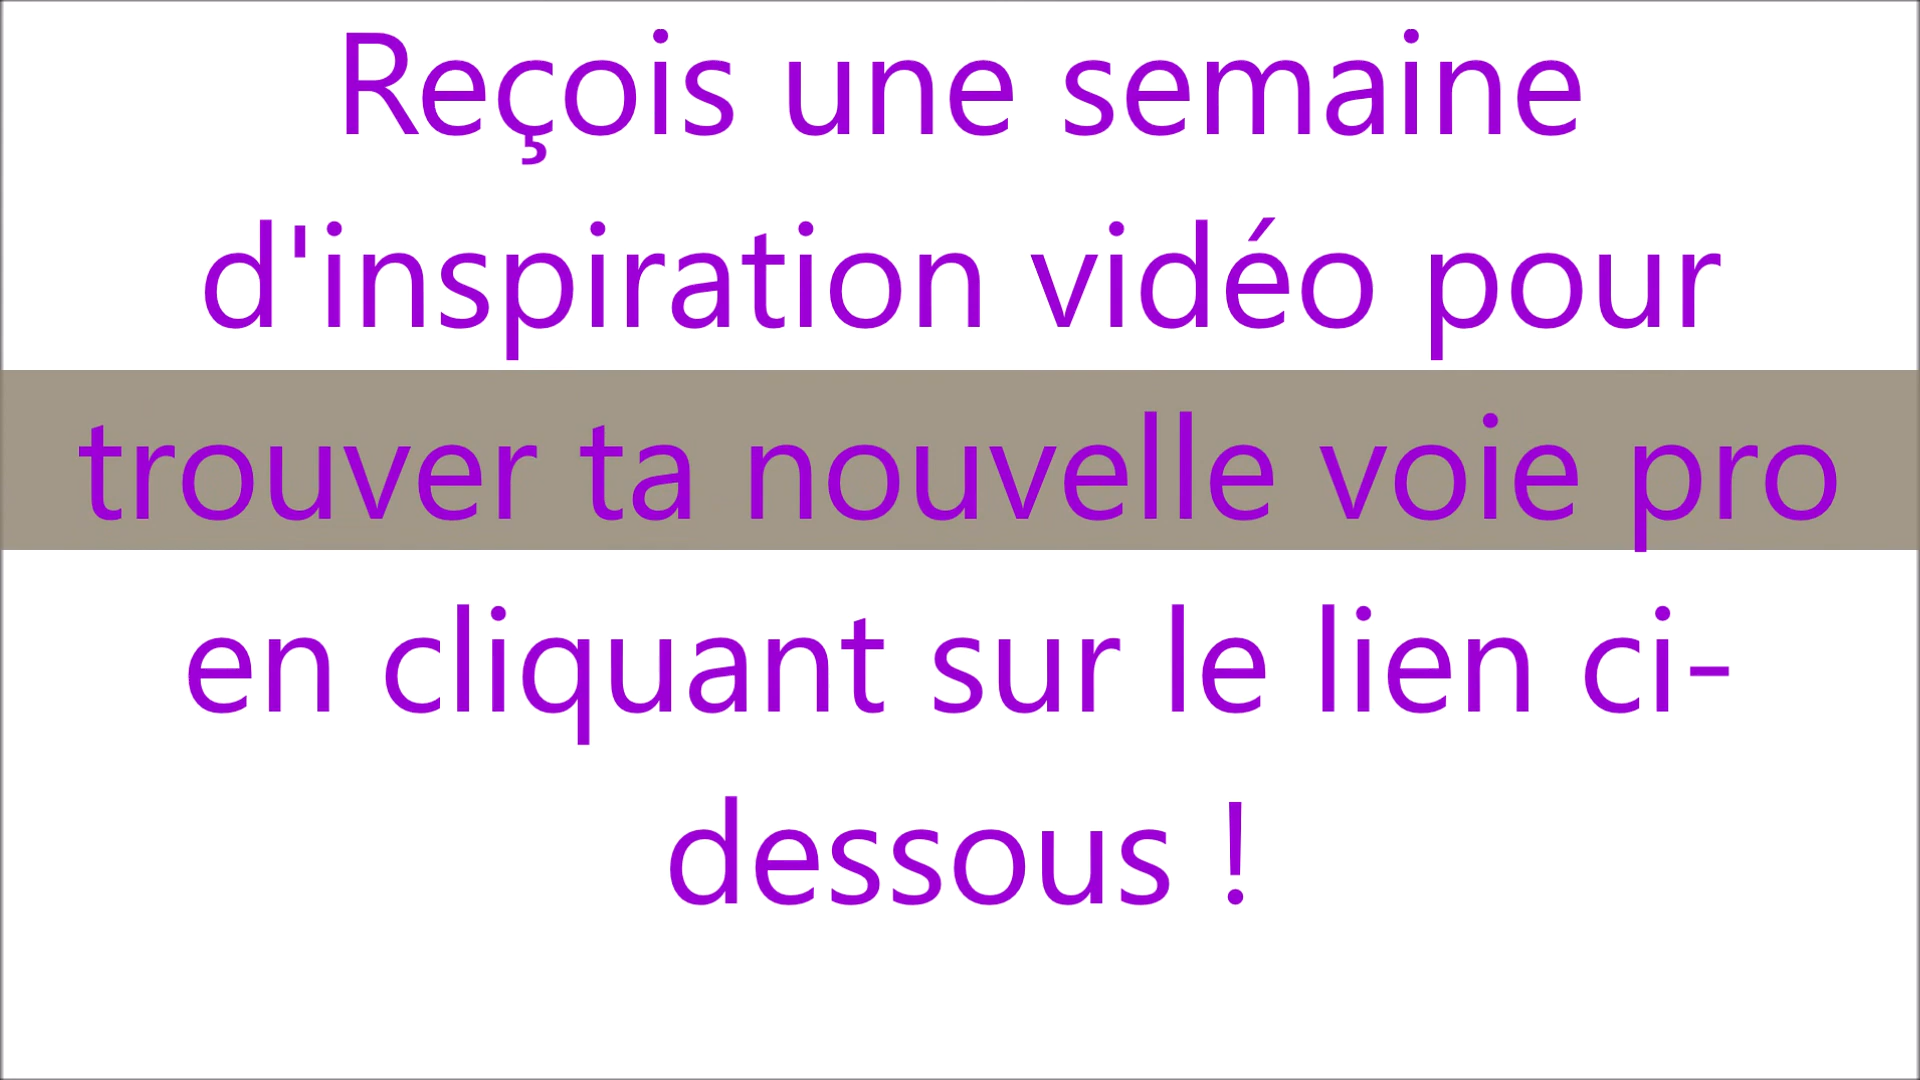 Reçois une semaine
d'inspiration vidéo pour
trouver ta nouvelle voie pro
en cliquant sur le lien ci-
dessous !